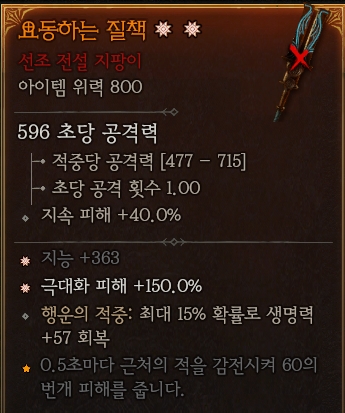 요동하는 질책
선조 전설 지팡이
아이템 위력 800
596 초당 공격력
적중당 공격력 [477 - 715]
초당 공격 횟수 1.00
지속 피해 +40.0%
지능 +363
극대화 피해 +150.0%
행운의 적중: 최대 15% 확률로 생명력
+57 회복
0.5초마다 근처의 적을 감전시켜 60의
번개 피해를 줍니다.